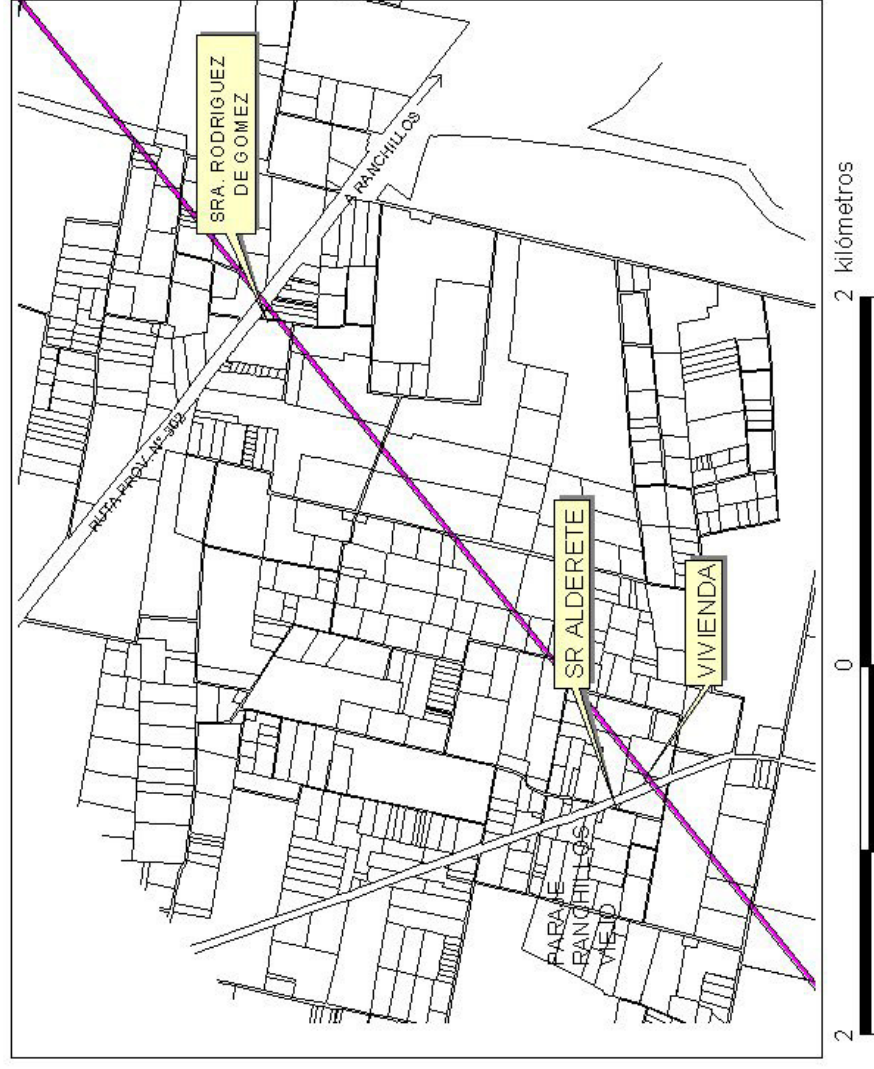 SRA. RODRIGUEZ
DE GOMEZ
A RANCHILLOS
RUTA PROV. Nº 302
SR ALDERETE
VIVIENDA
PARAJE
RANCHILLOS
VIEJO
2
0
2 kilómetros